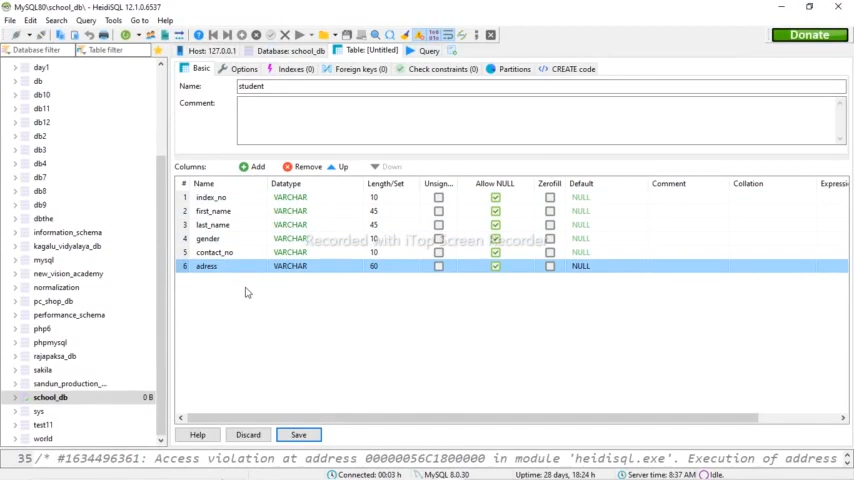 MySQL80\school_db\ - HeidiSQL 12.1.0.6537
File Edit Search Query Tools Go to Help
Donate
Database filter Table filter Host: 127.0.0.1 Database: school_db Table: [Untitled] Query
day1
db
db10
db11
db12
db2
db3
db4
db7
db8
db9
dbthe
information_schema
kagalu_vidyalaya_db
mysql
new_vision_academy
normalization
pc_shop_db
performance_schema
php6
phpmysql
rajapaksa_db
sakila
sandun_production_...
school_db 0 B
sys
test11
world
Basic Options Indexes (0) Foreign keys (0) Check constraints (0) Partitions CREATE code
Name: student
Comment:
Columns: Add Remove Up Down
# Name Datatype Length/Set Unsign... Allow NULL Zerofill Default Comment Collation Expressi
1 index_no VARCHAR 10 NULL
2 first_name VARCHAR 45 NULL
3 last_name VARCHAR 45 NULL
4 gender VARCHAR 10 NULL
Recorded with iTop Screen Recorder
5 contact_no VARCHAR 10 NULL
6 adress VARCHAR 60 NULL
Help Discard Save
35 /* #1634496361: Access violation at address 00000056C1800000 in module 'heidisql.exe'. Execution of address
Connected: 00:03 h MySQL 8.0.30 Uptime: 28 days, 18:24 h Server time: 8:37 AM Idle.